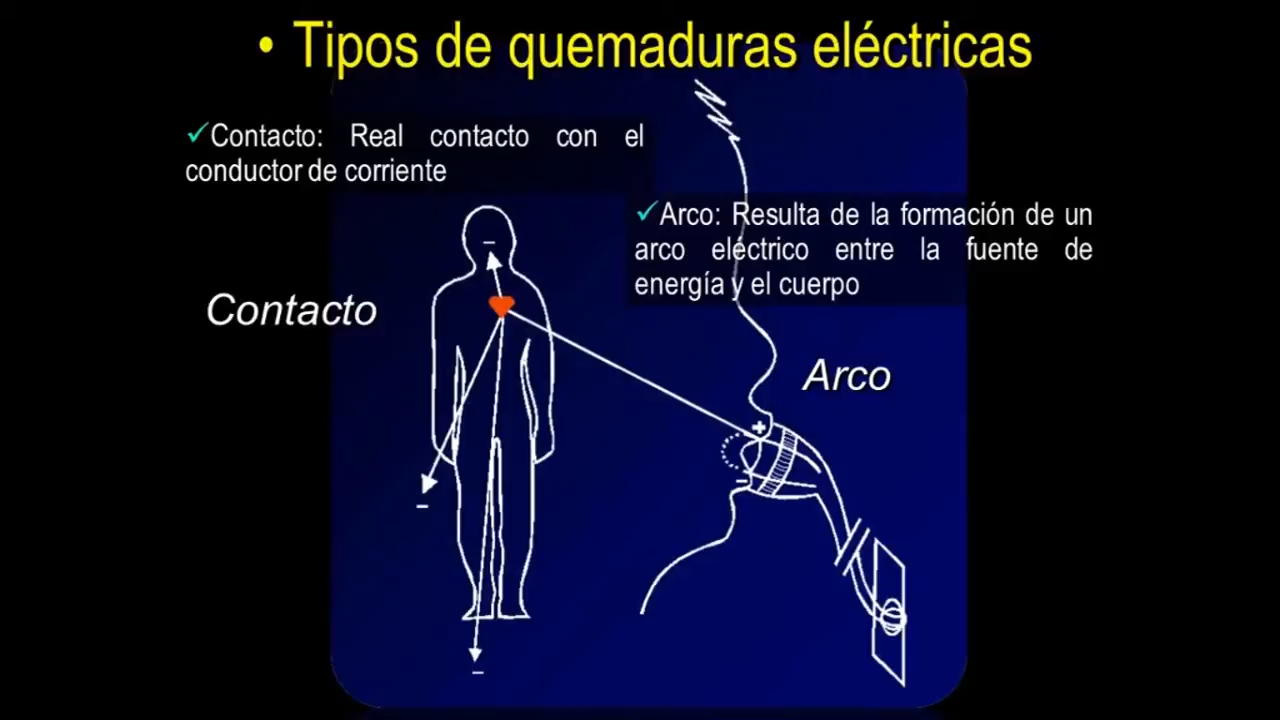 • Tipos de quemaduras eléctricas
✓Contacto: Real contacto con el
conductor de corriente
✓Arco: Resulta de la formación de un
arco eléctrico entre la fuente de
energía y el cuerpo
Contacto
Arco
–
+
–
–
–